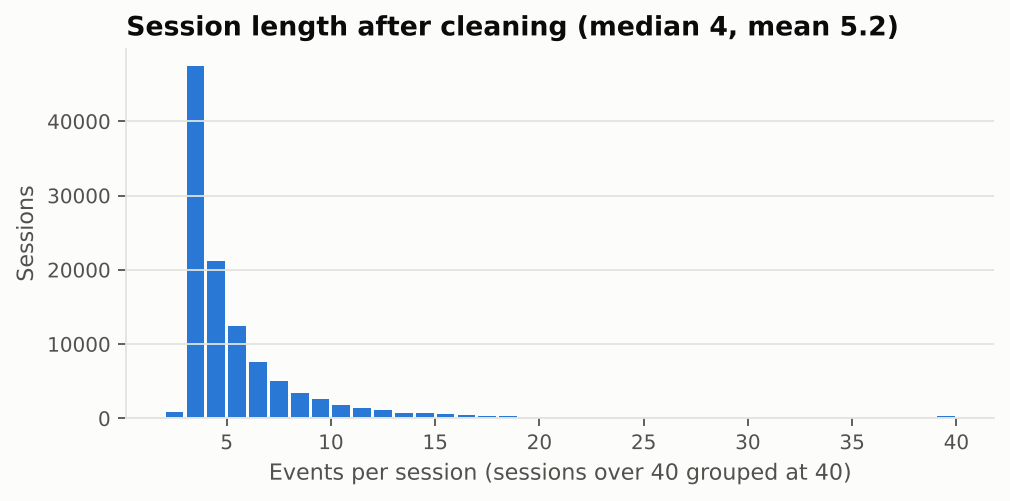 Session length after cleaning (median 4, mean 5.2)
Sessions
40000
30000
20000
10000
0
5 10 15 20 25 30 35 40
Events per session (sessions over 40 grouped at 40)